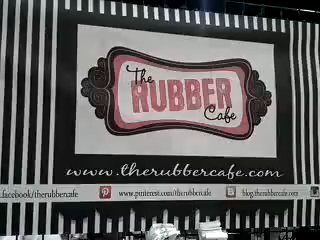 The
RUBBER
Cafe
www.therubbercafe.com
facebook/therubbercafe www.pinterest.com/therubbercafe blog.therubbercafe.com